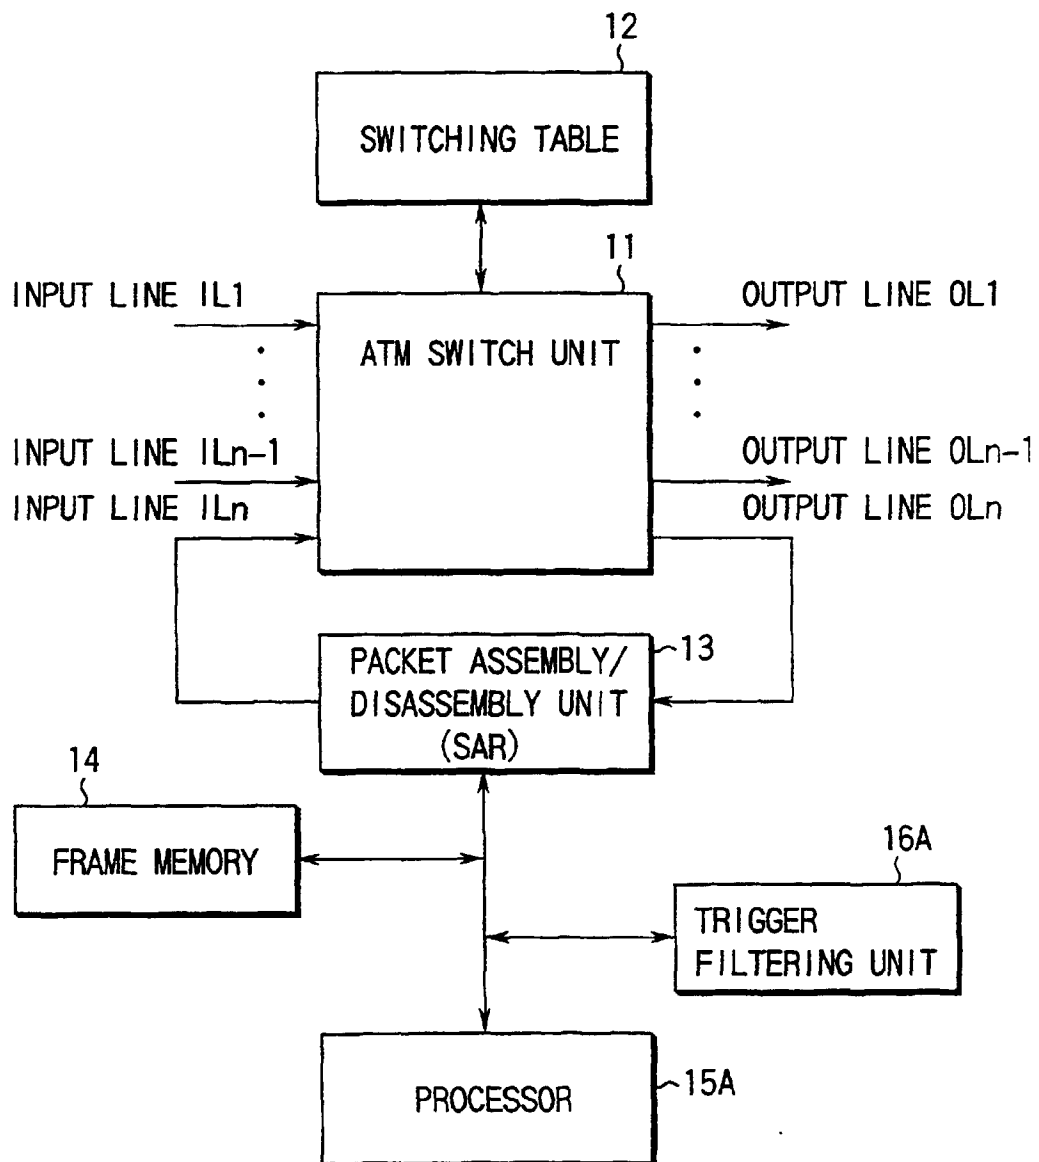 12
SWITCHING TABLE
11
INPUT LINE IL1
OUTPUT LINE OL1
ATM SWITCH UNIT
INPUT LINE ILn-1
OUTPUT LINE OLn-1
INPUT LINE ILn
OUTPUT LINE OLn
PACKET ASSEMBLY/
DISASSEMBLY UNIT
(SAR)
13
14
FRAME MEMORY
16A
TRIGGER
FILTERING UNIT
PROCESSOR
15A